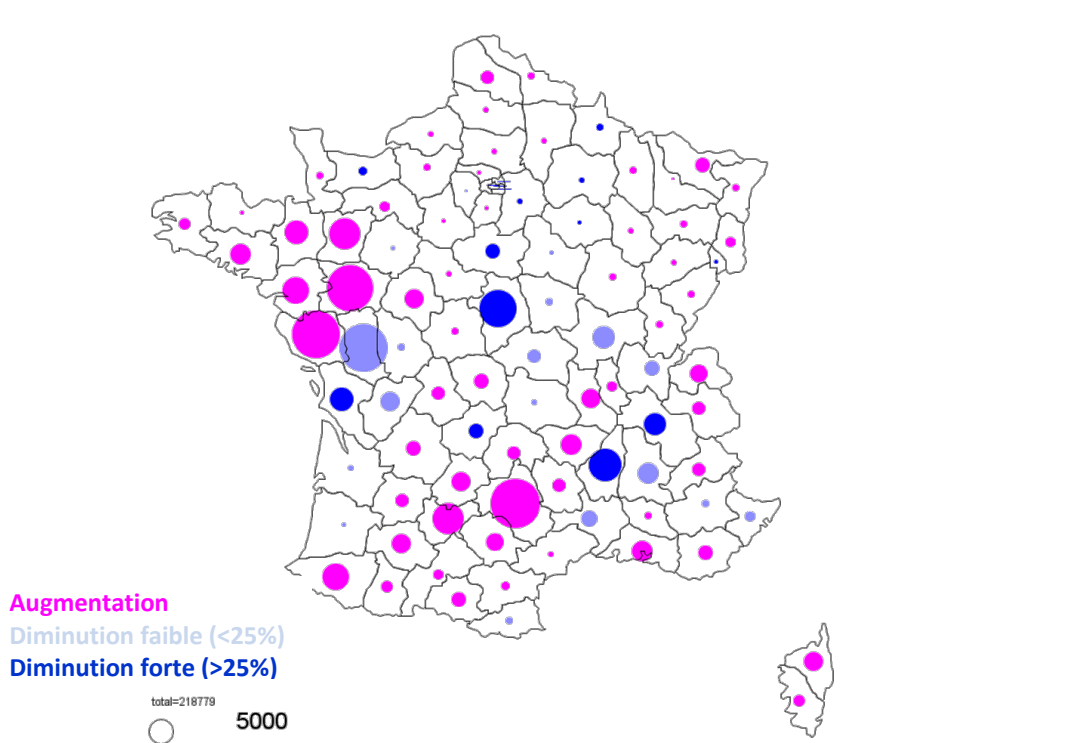 Augmentation
Diminution faible (<25%)
Diminution forte (>25%)
total=218779
5000